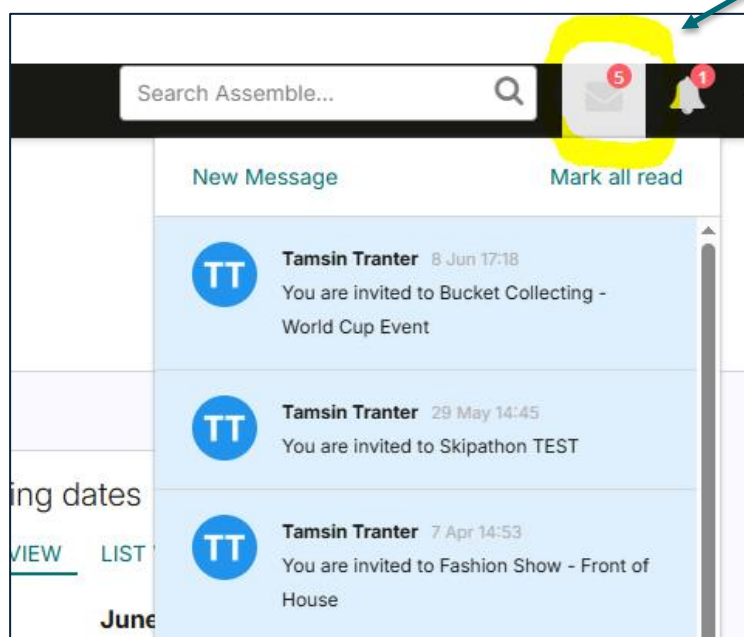 Search Assemble...
5
1
New Message
Mark all read
TT
Tamsin Tranter 8 Jun 17:18
You are invited to Bucket Collecting -
World Cup Event
TT
Tamsin Tranter 29 May 14:45
You are invited to Skipathon TEST
TT
Tamsin Tranter 7 Apr 14:53
You are invited to Fashion Show - Front of
House
ing dates
VIEW
LIST
June